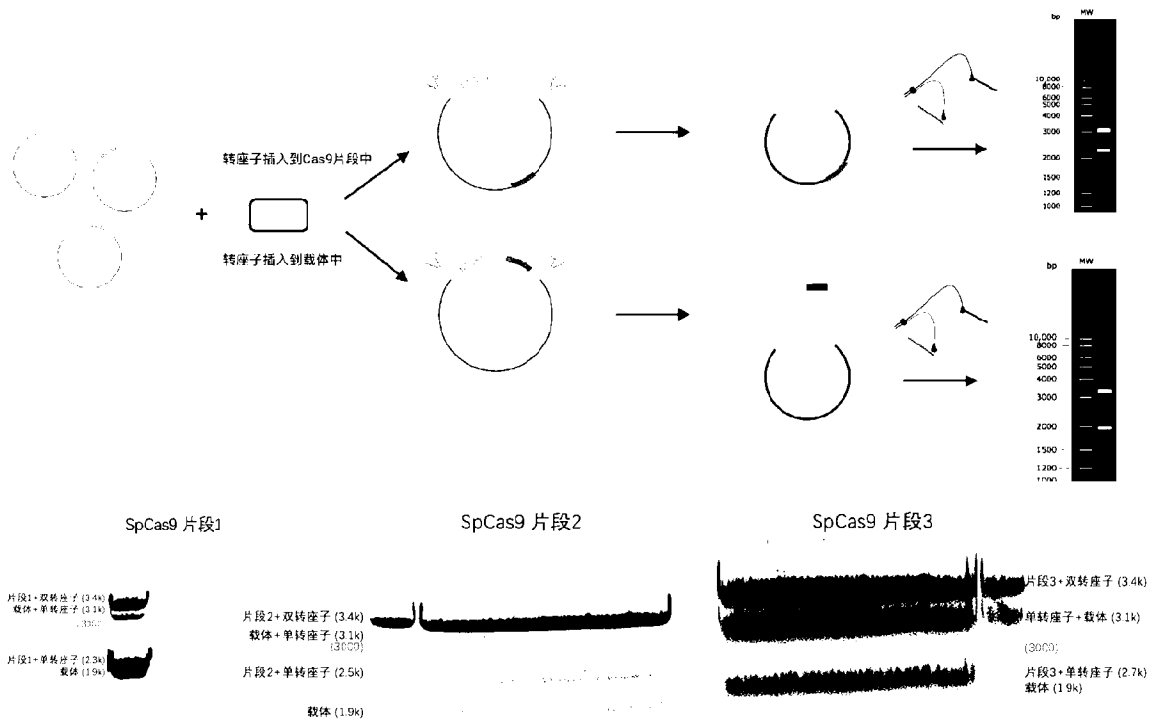 bp MW
10,000
8000
6000
5000
4000
3000
2000
1500
1200
1000
转座子插入到Cas9片段中
+
转座子插入到载体中
bp MW
10,000
8000
6000
5000
4000
3000
2000
1500
1200
1000
SpCas9 片段1
SpCas9 片段2
SpCas9 片段3
片段1+双转座子 (3.4k)
载体+单转座子 (3.1k)
(3000)
片段1+单转座子 (2.3k)
载体 (1.9k)
片段2+双转座子 (3.4k)
载体+单转座子 (3.1k)
(3000)
片段2+单转座子 (2.5k)
载体 (1.9k)
片段3+双转座子 (3.4k)
单转座子+载体 (3.1k)
(3000)
片段3+单转座子 (2.7k)
载体 (1.9k)